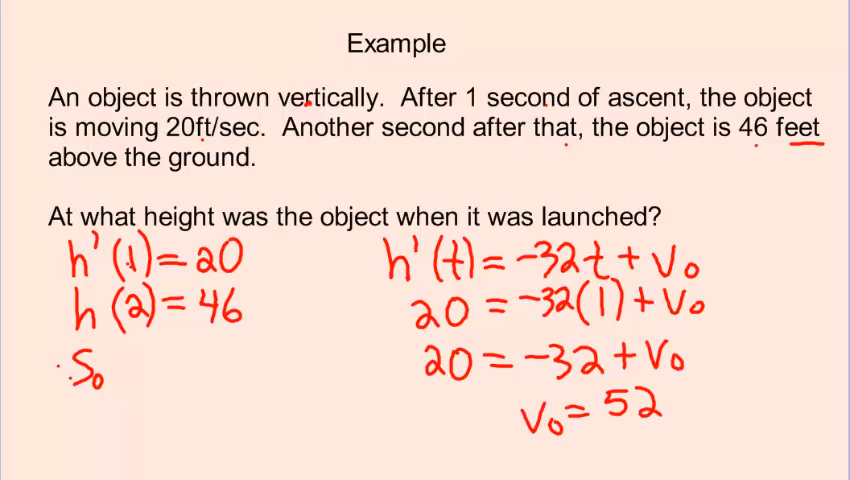 Example
An object is thrown vertically. After 1 second of ascent, the object
is moving 20ft/sec. Another second after that, the object is 46 feet
above the ground.
At what height was the object when it was launched?
h'(1) = 20
h(2) = 46
S₀
h'(t) = -32t + V₀
20 = -32(1) + V₀
20 = -32 + V₀
V₀ = 52